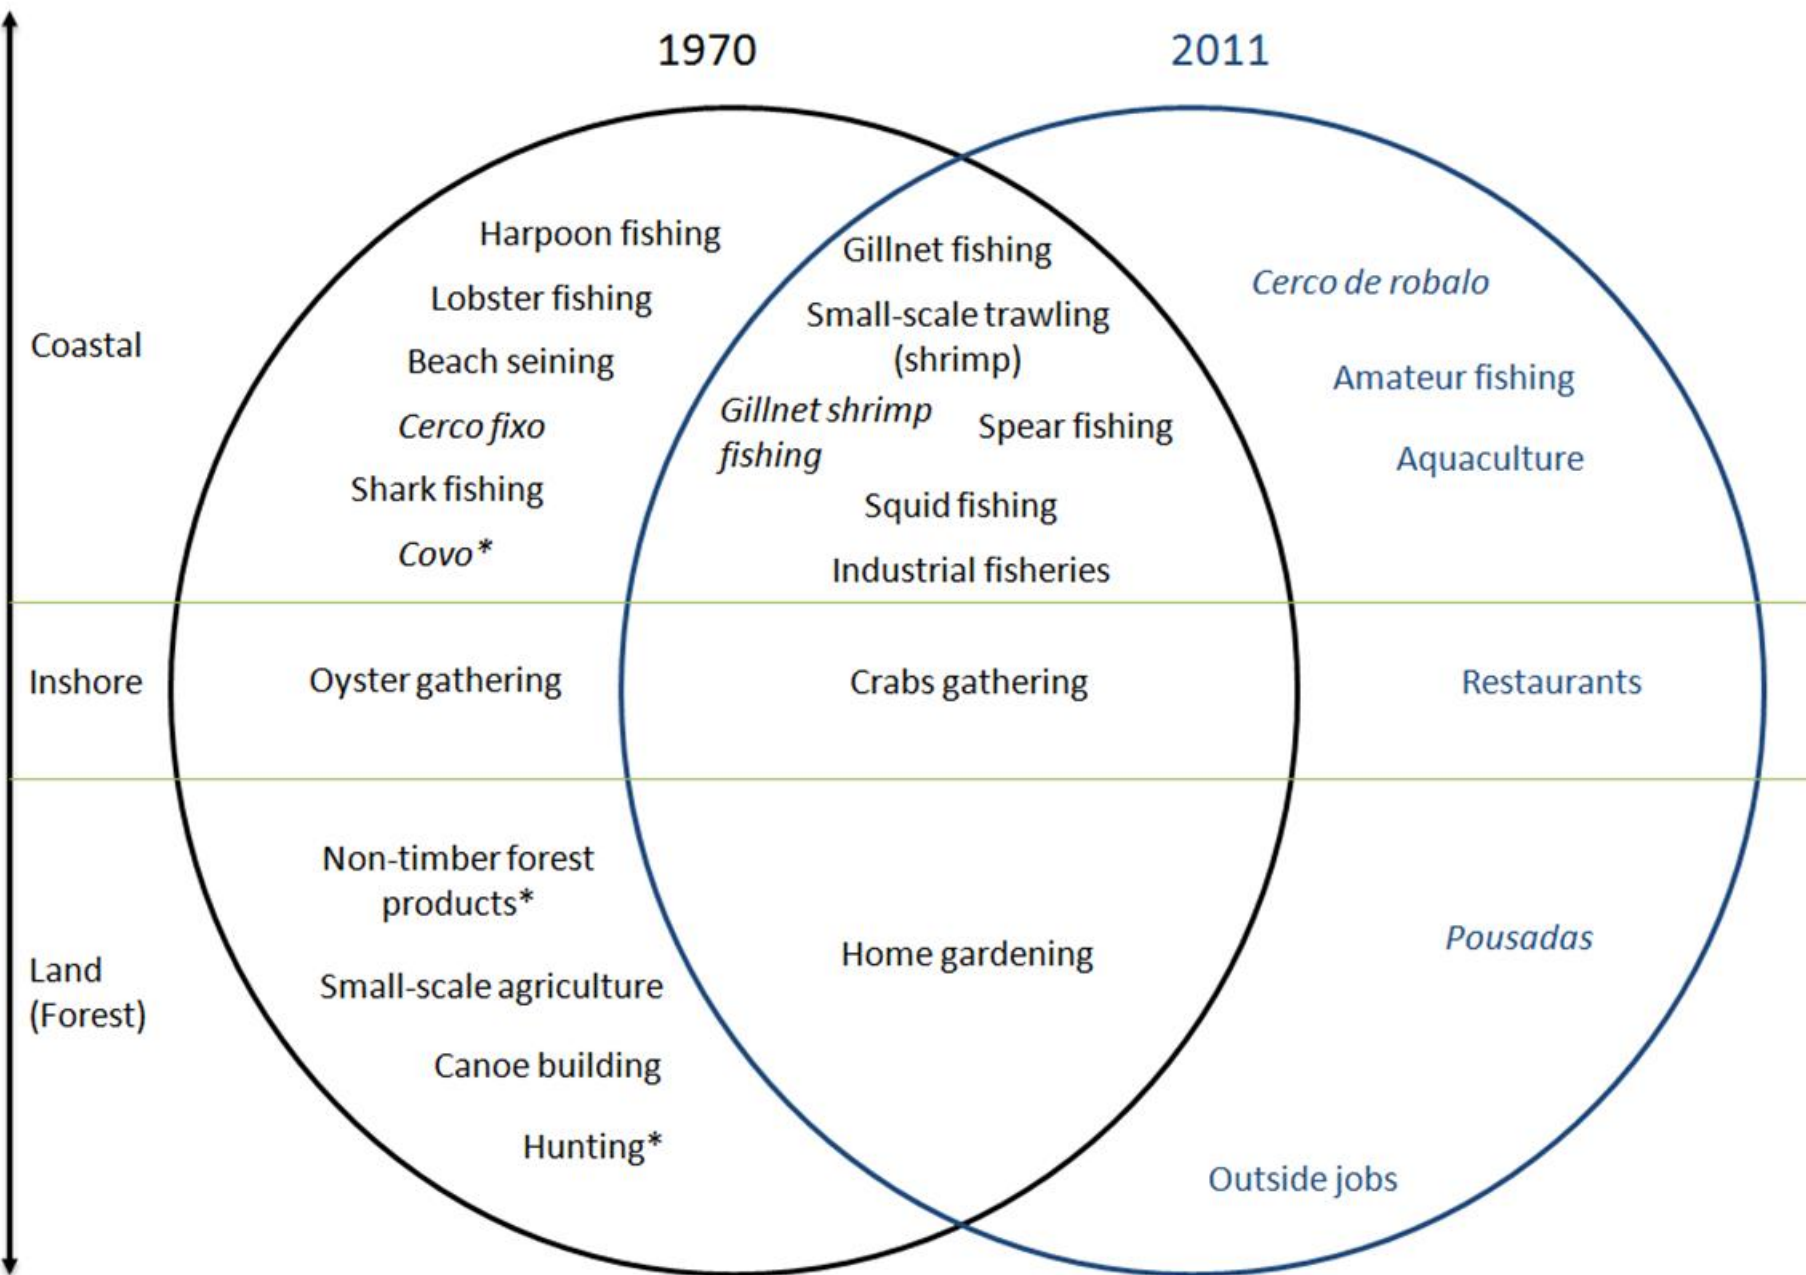 1970
2011
Coastal
Harpoon fishing
Lobster fishing
Beach seining
Cerco fixo
Shark fishing
Covo*
Gillnet fishing
Small-scale trawling
(shrimp)
Gillnet shrimp
fishing
Spear fishing
Squid fishing
Industrial fisheries
Cerco de robalo
Amateur fishing
Aquaculture
Inshore
Oyster gathering
Crabs gathering
Restaurants
Land
(Forest)
Non-timber forest
products*
Small-scale agriculture
Canoe building
Hunting*
Home gardening
Pousadas
Outside jobs